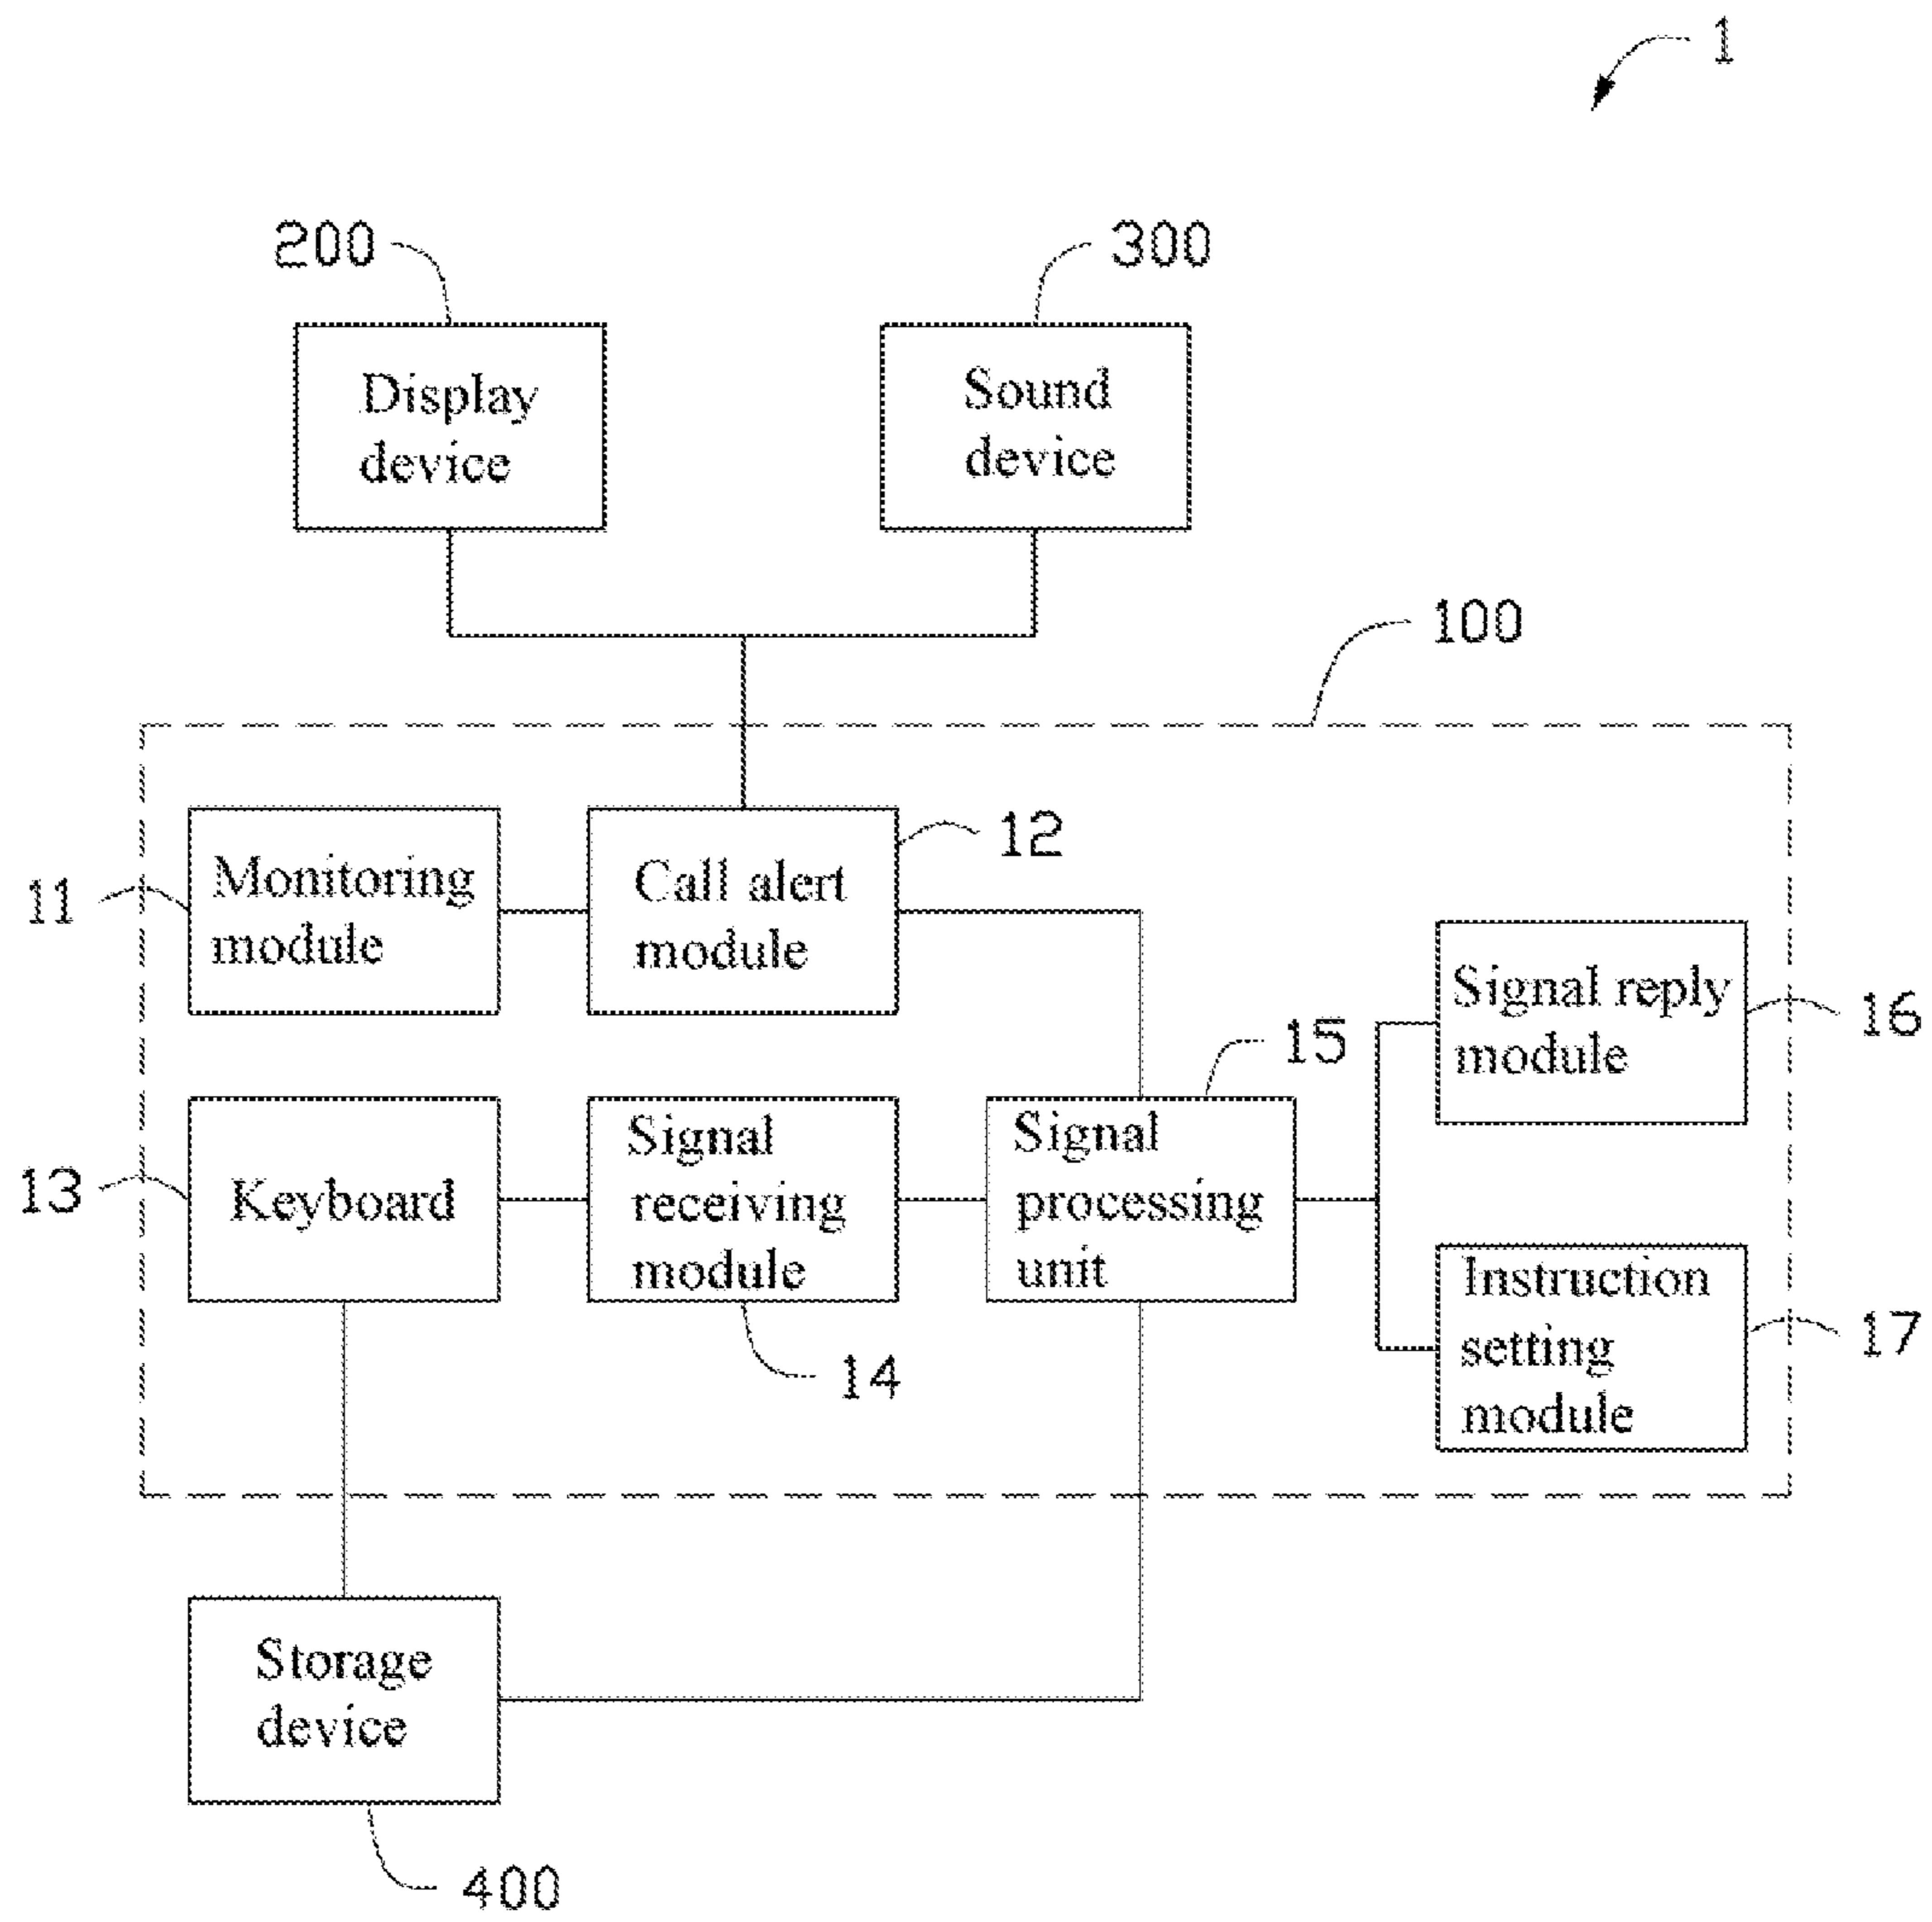 1
200
300
Display
device
Sound
device
100
Monitoring
module
11
Call alert
module
12
Signal reply
module
16
15
Keyboard
13
Signal
receiving
module
14
Signal
processing
unit
Instruction
setting
module
17
Storage
device
400